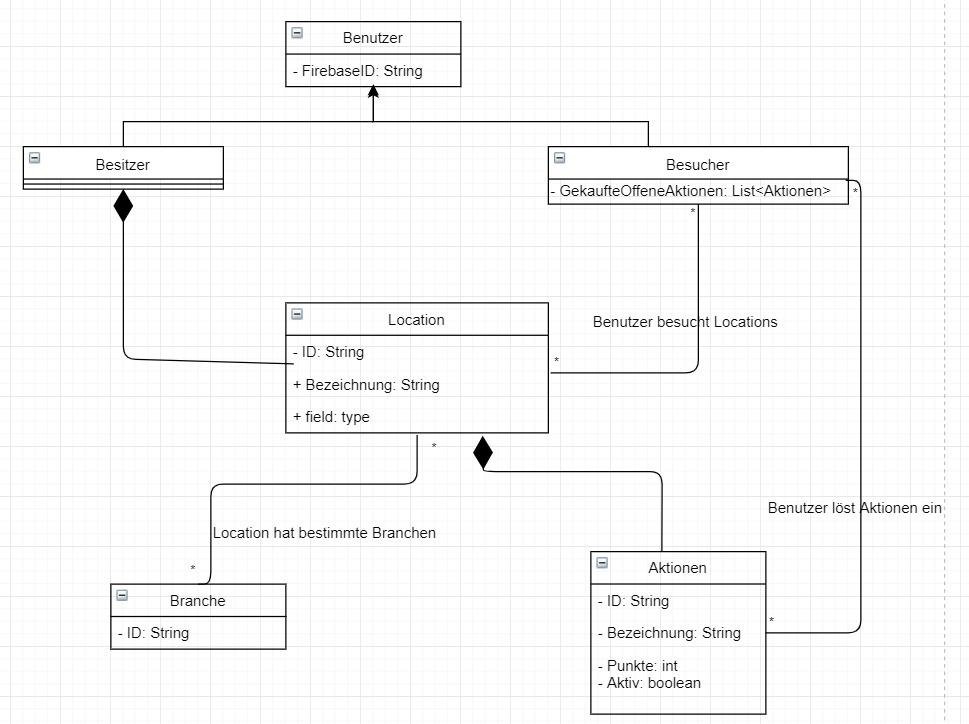 Benutzer
- FirebaseID: String
Besitzer
Besucher
- GekaufteOffeneAktionen: List<Aktionen>
*
*
Location
- ID: String
+ Bezeichnung: String
+ field: type
Benutzer besucht Locations
*
*
Location hat bestimmte Branchen
*
Branche
- ID: String
Benutzer löst Aktionen ein
Aktionen
- ID: String
- Bezeichnung: String
- Punkte: int
- Aktiv: boolean
*